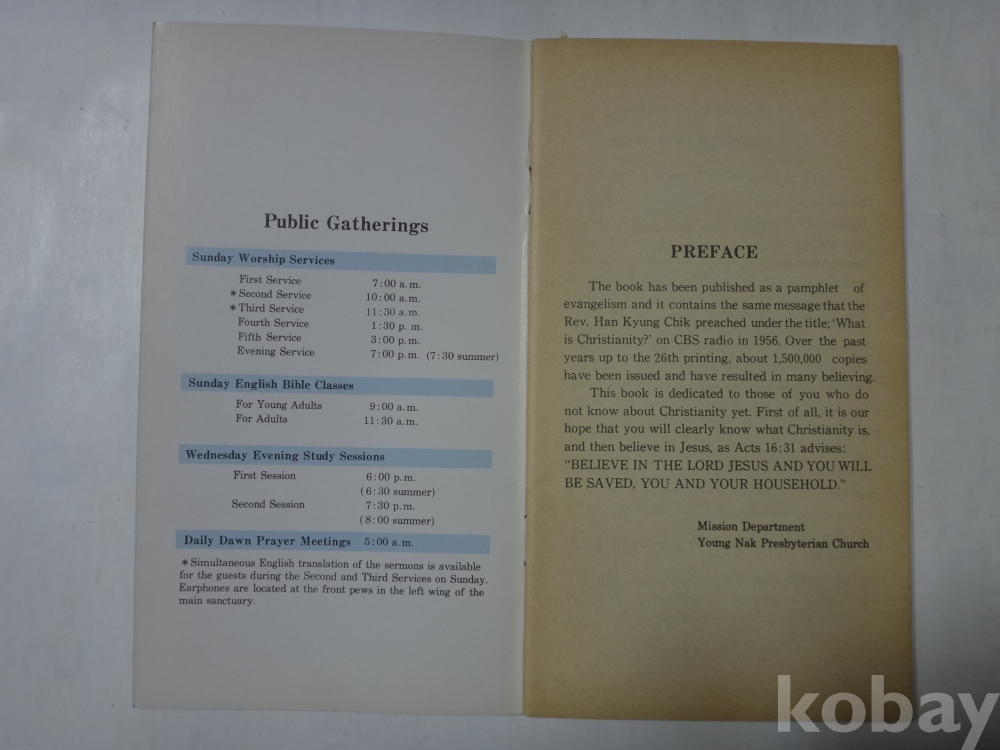 Public Gatherings
Sunday Worship Services
First Service 7:00 a.m.
*Second Service 10:00 a.m.
*Third Service 11:30 a.m.
Fourth Service 1:30 p. m.
Fifth Service 3:00 p.m.
Evening Service 7:00 p.m. (7:30 summer)
Sunday English Bible Classes
For Young Adults 9:00 a.m.
For Adults 11:30 a.m.
Wednesday Evening Study Sessions
First Session 6:00 p.m.
(6:30 summer)
Second Session 7:30 p.m.
(8:00 summer)
Daily Dawn Prayer Meetings 5:00 a.m.
*Simultaneous English translation of the sermons is available
for the guests during the Second and Third Services on Sunday.
Earphones are located at the front pews in the left wing of the
main sanctuary.
PREFACE
The book has been published as a pamphlet of
evangelism and it contains the same message that the
Rev. Han Kyung Chik preached under the title; 'What
is Christianity?' on CBS radio in 1956. Over the past
years up to the 26th printing, about 1,500,000 copies
have been issued and have resulted in many believing.
This book is dedicated to those of you who do
not know about Christianity yet. First of all, it is our
hope that you will clearly know what Christianity is,
and then believe in Jesus, as Acts 16:31 advises:
"BELIEVE IN THE LORD JESUS AND YOU WILL
BE SAVED, YOU AND YOUR HOUSEHOLD."
Mission Department
Young Nak Presbyterian Church
kobay